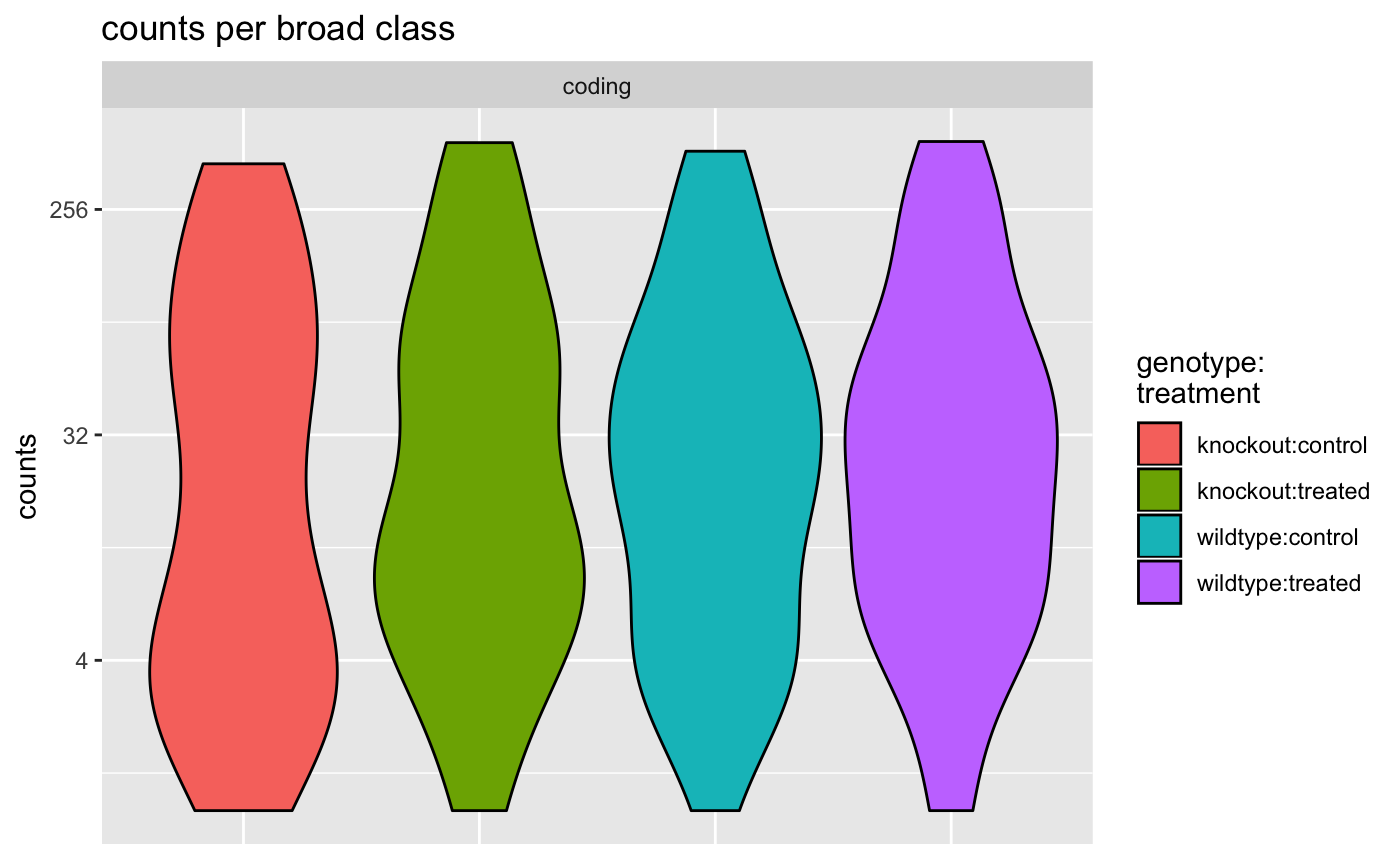 counts per broad class
coding
256
32
4
counts
genotype:
treatment
knockout:control
knockout:treated
wildtype:control
wildtype:treated